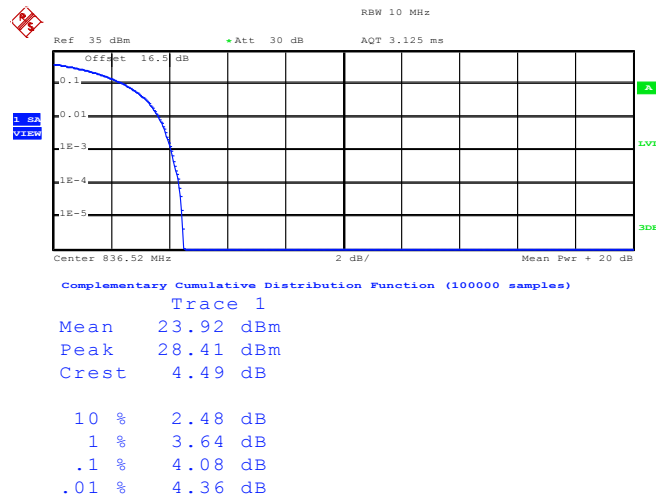 R S
RBW 10 MHz
Ref 35 dBm *Att 30 dB AQT 3.125 ms
Offset 16.5 dB
0.1
A
0.01
1 SA
VIEW
1E-3
LVL
1E-4
1E-5
3DB
Center 836.52 MHz 2 dB/ Mean Pwr + 20 dB
Complementary Cumulative Distribution Function (100000 samples)
Trace 1
Mean 23.92 dBm
Peak 28.41 dBm
Crest 4.49 dB
10 % 2.48 dB
1 % 3.64 dB
.1 % 4.08 dB
.01 % 4.36 dB